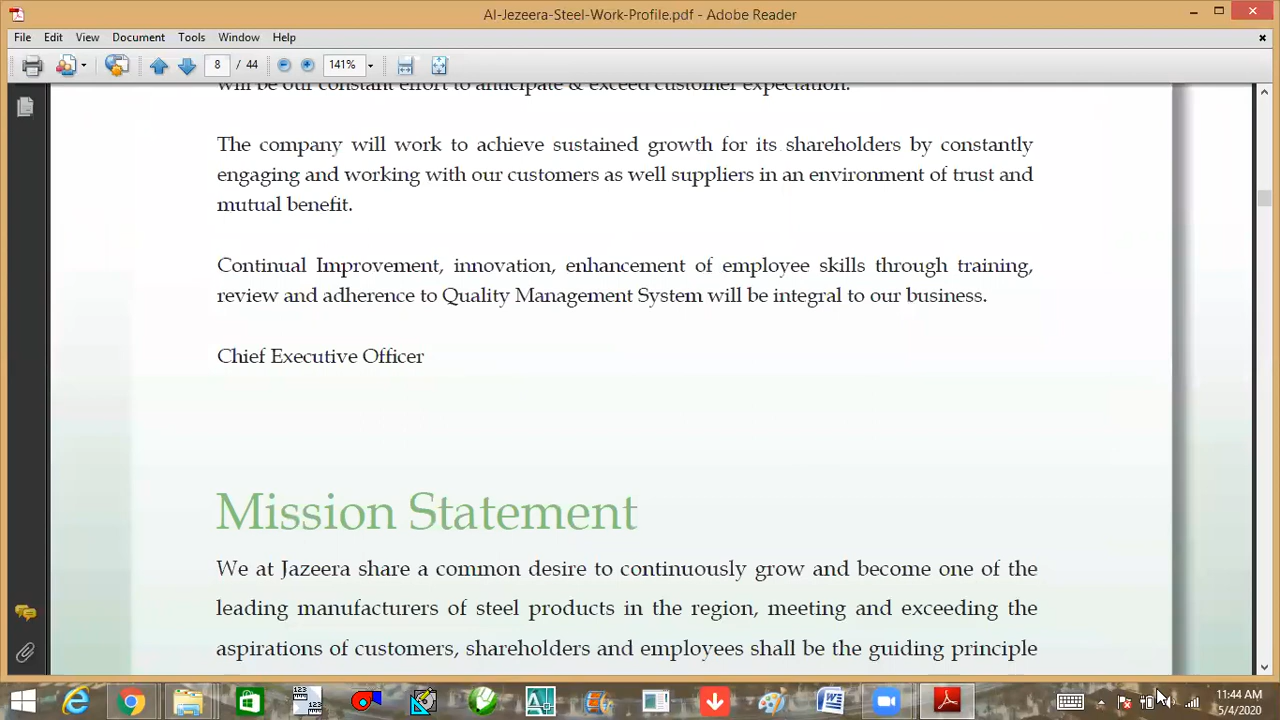 Al-Jezeera-Steel-Work-Profile.pdf - Adobe Reader
File Edit View Document Tools Window Help
8 / 44 141%
will be our constant effort to anticipate & exceed customer expectation.
The company will work to achieve sustained growth for its shareholders by constantly
engaging and working with our customers as well suppliers in an environment of trust and
mutual benefit.
Continual Improvement, innovation, enhancement of employee skills through training,
review and adherence to Quality Management System will be integral to our business.
Chief Executive Officer
Mission Statement
We at Jazeera share a common desire to continuously grow and become one of the
leading manufacturers of steel products in the region, meeting and exceeding the
aspirations of customers, shareholders and employees shall be the guiding principle
123
11:44 AM
5/4/2020